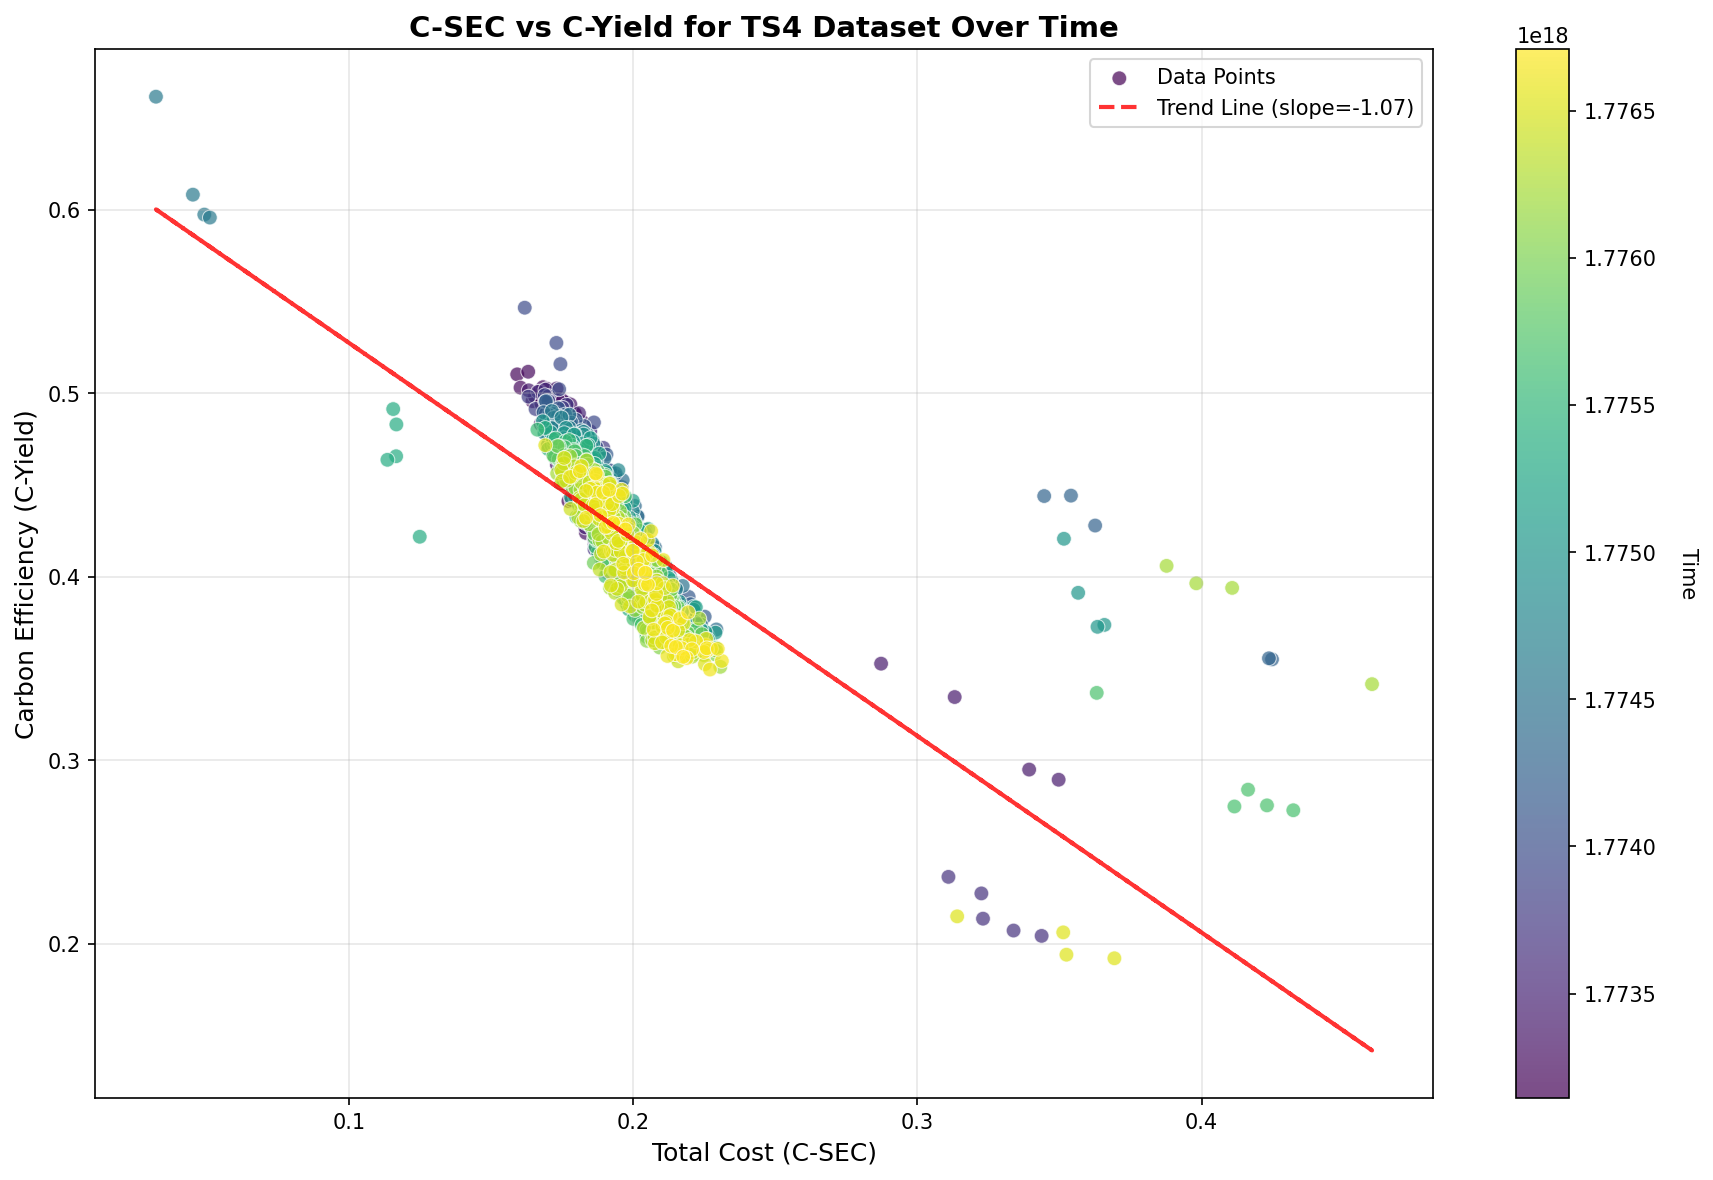 C-SEC vs C-Yield for TS4 Dataset Over Time
1e18
Data Points
Trend Line (slope=-1.07)
1.7765
1.7760
1.7755
1.7750
1.7745
1.7740
1.7735
Time
Carbon Efficiency (C-Yield)
0.6
0.5
0.4
0.3
0.2
0.1
0.2
0.3
0.4
Total Cost (C-SEC)